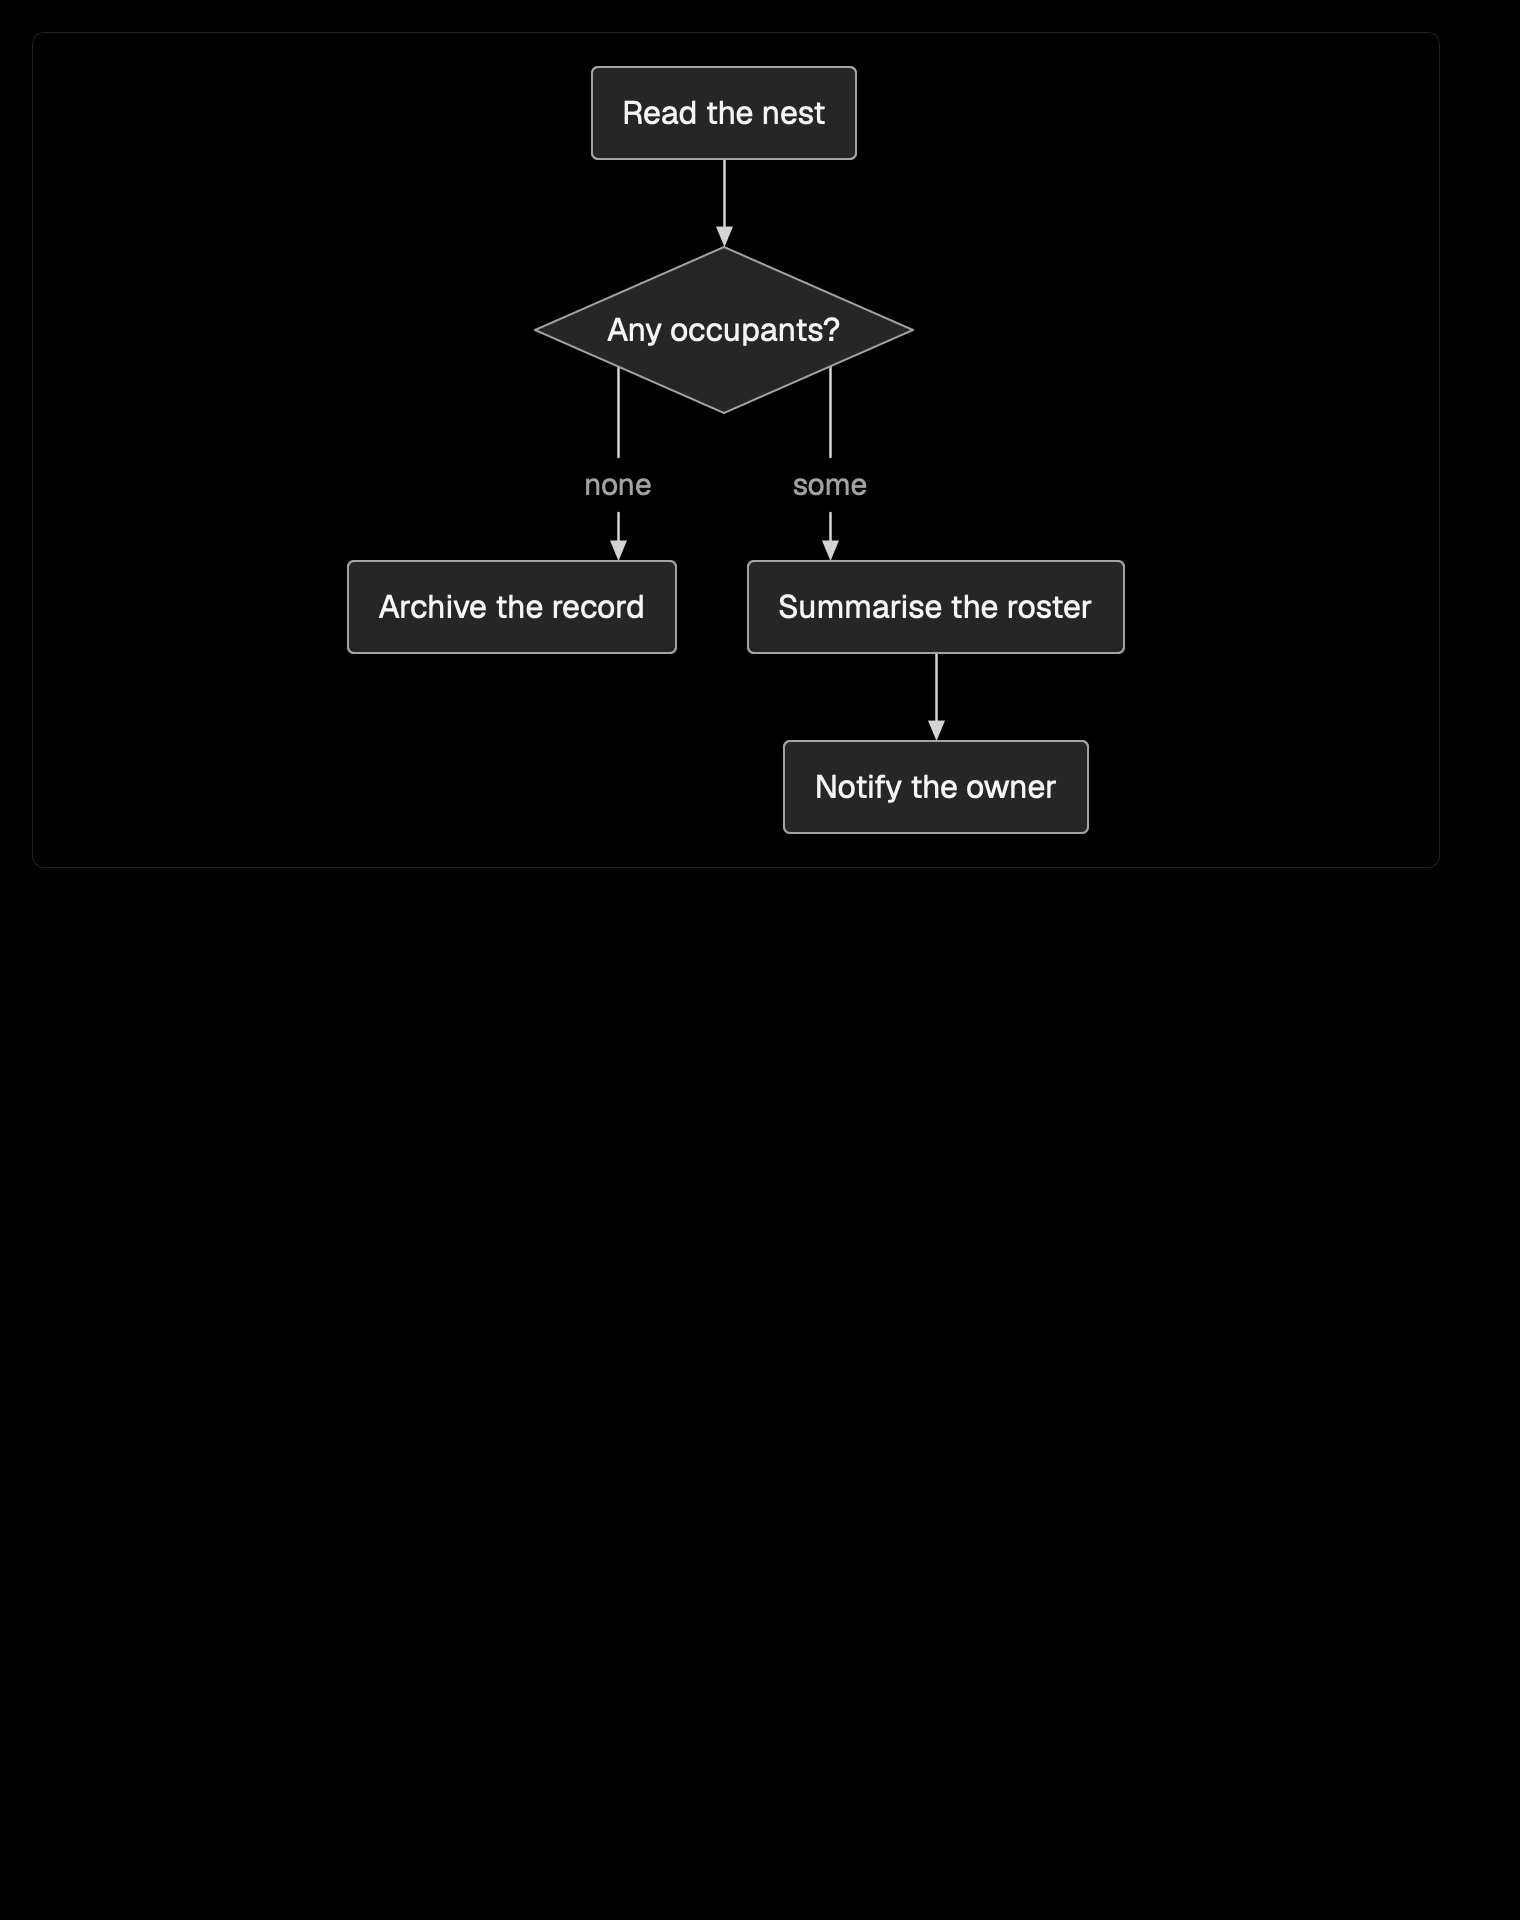 Read the nest
Any occupants?
none
some
Archive the record
Summarise the roster
Notify the owner